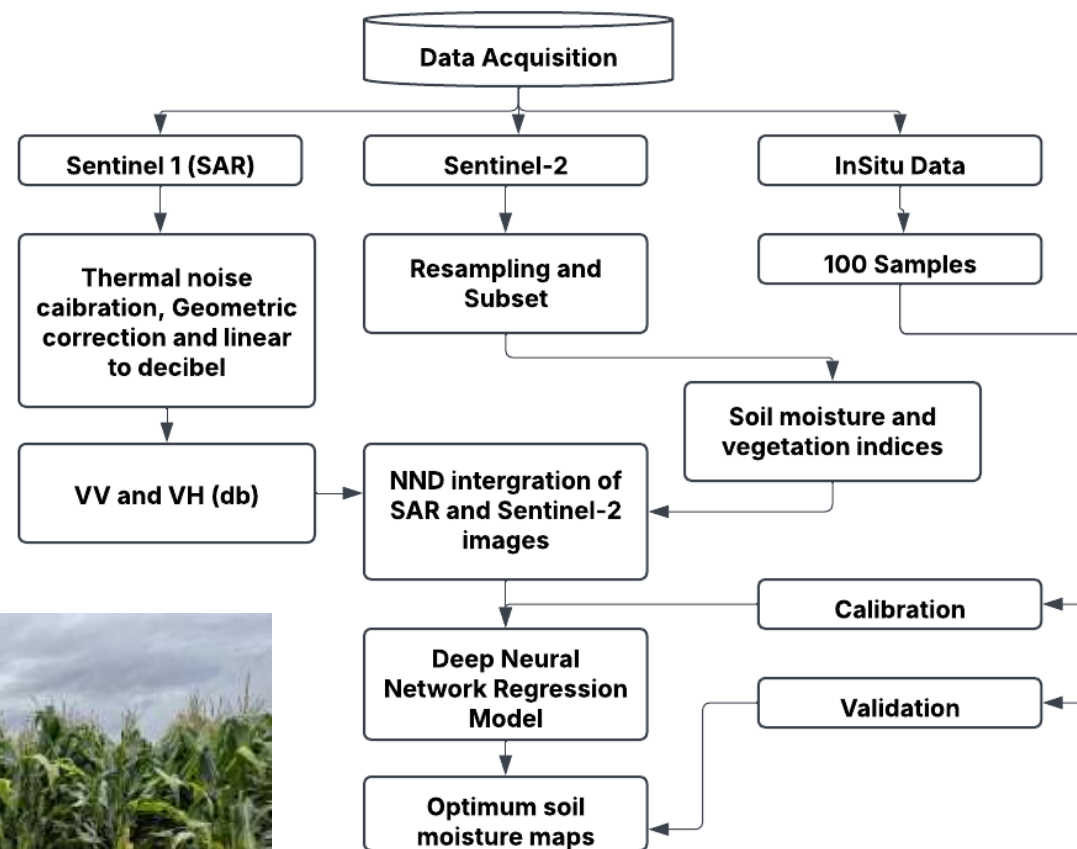 Data Acquisition
Sentinel 1 (SAR)
Sentinel-2
InSitu Data
Thermal noise
caibration, Geometric
correction and linear
to decibel
Resampling and
Subset
100 Samples
Soil moisture and
vegetation indices
VV and VH (db)
NND intergration of
SAR and Sentinel-2
images
Calibration
Deep Neural
Network Regression
Model
Validation
Optimum soil
moisture maps